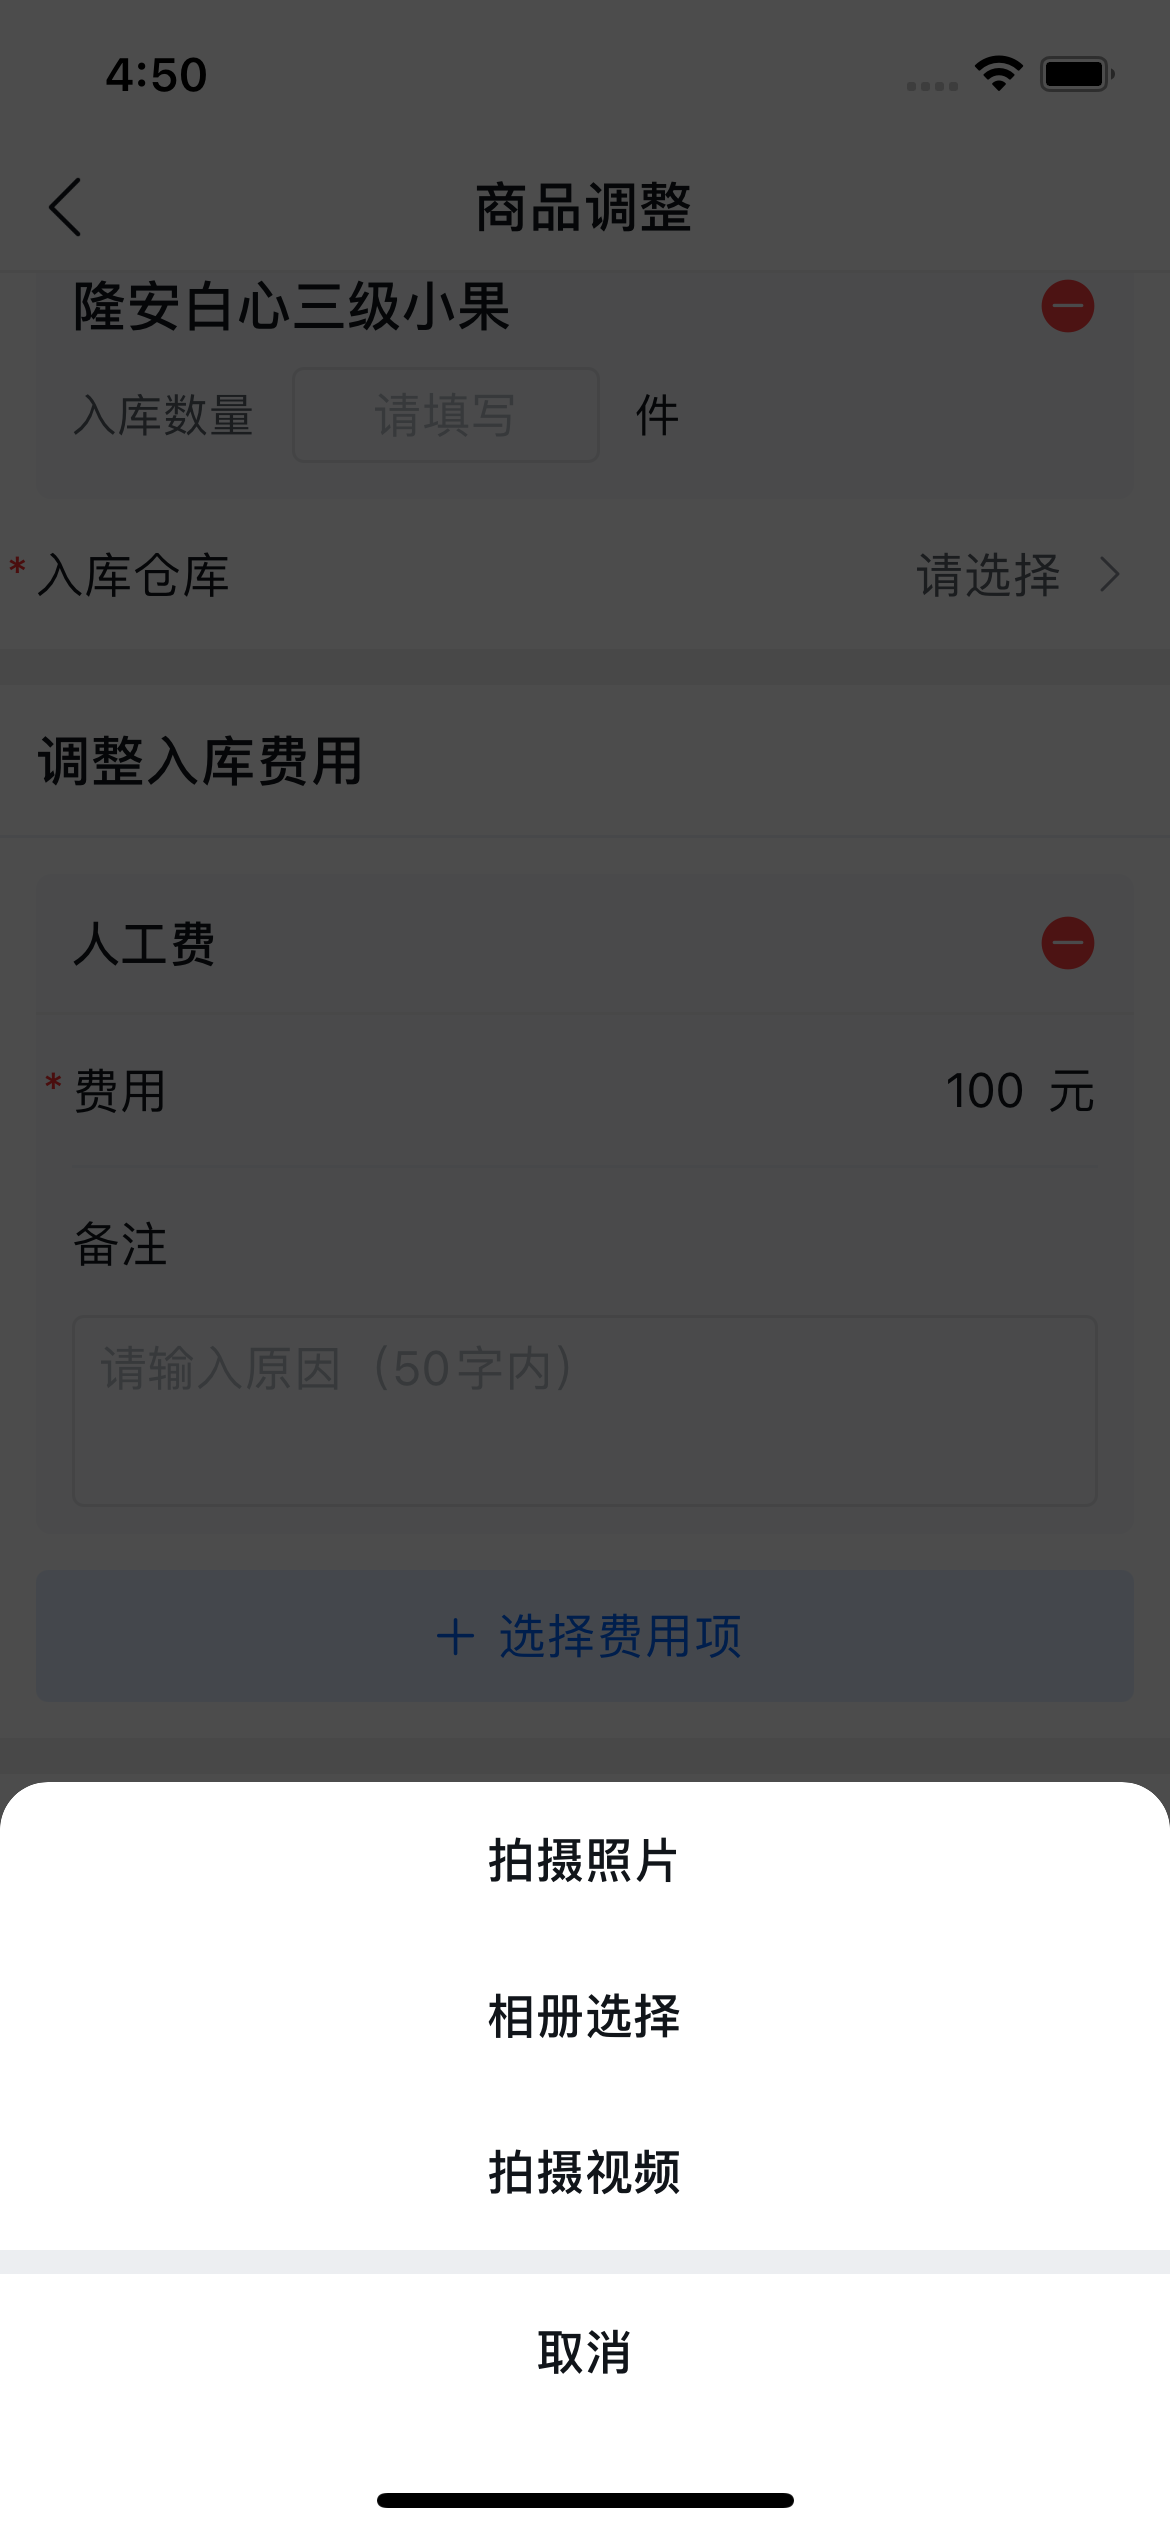 4:50
商品调整
隆安白心三级小果
入库数量 请填写 件
* 入库仓库 请选择
调整入库费用
人工费
* 费用 100 元
备注
请输入原因（50字内）
+ 选择费用项
拍摄照片
相册选择
拍摄视频
取消